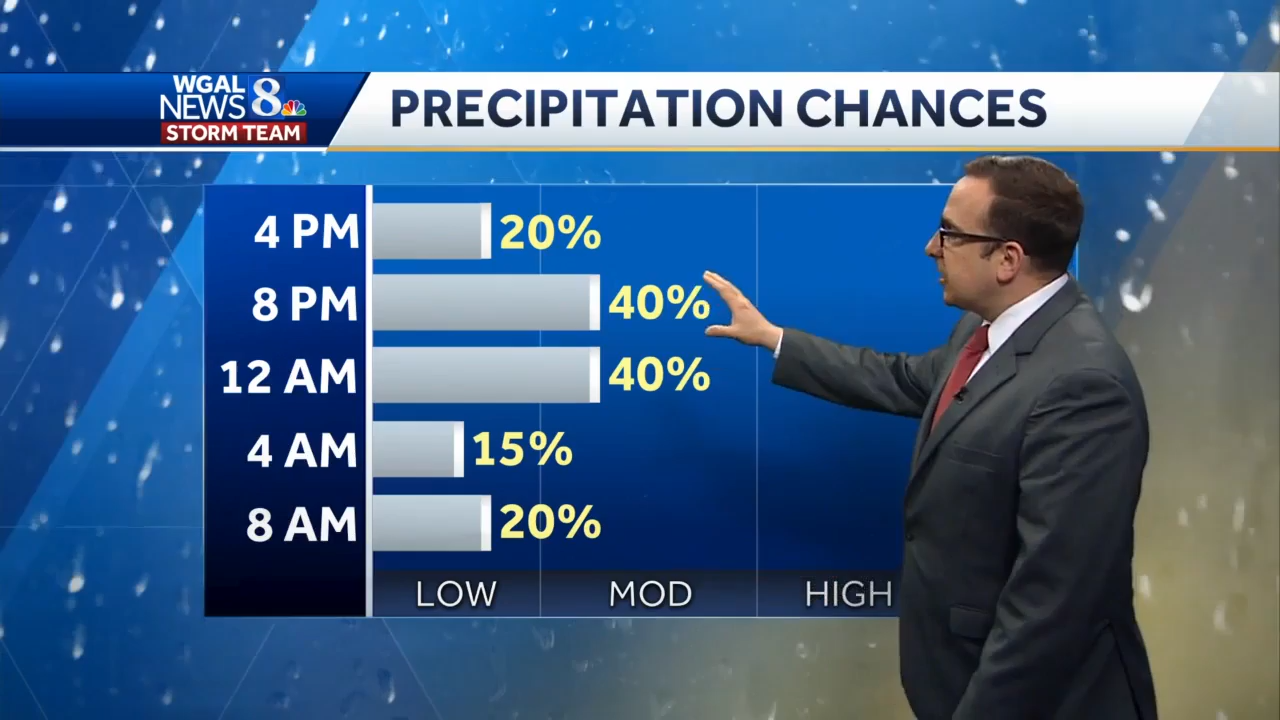 WGAL
NEWS 8
STORM TEAM
PRECIPITATION CHANCES
4 PM 20%
8 PM 40%
12 AM 40%
4 AM 15%
8 AM 20%
LOW MOD HIGH